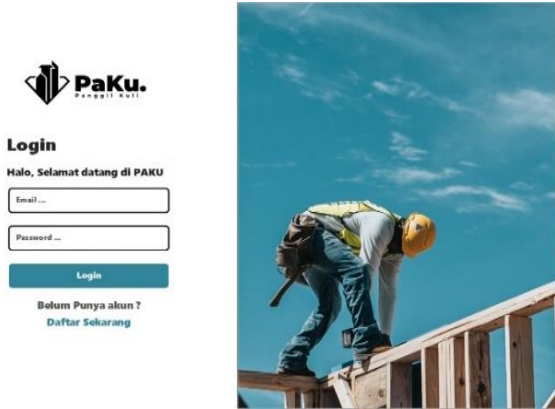 PaKu.
Panggil Kuli
Login
Halo, Selamat datang di PAKU
Email ...
Password ...
Login
Belum Punya akun ?
Daftar Sekarang